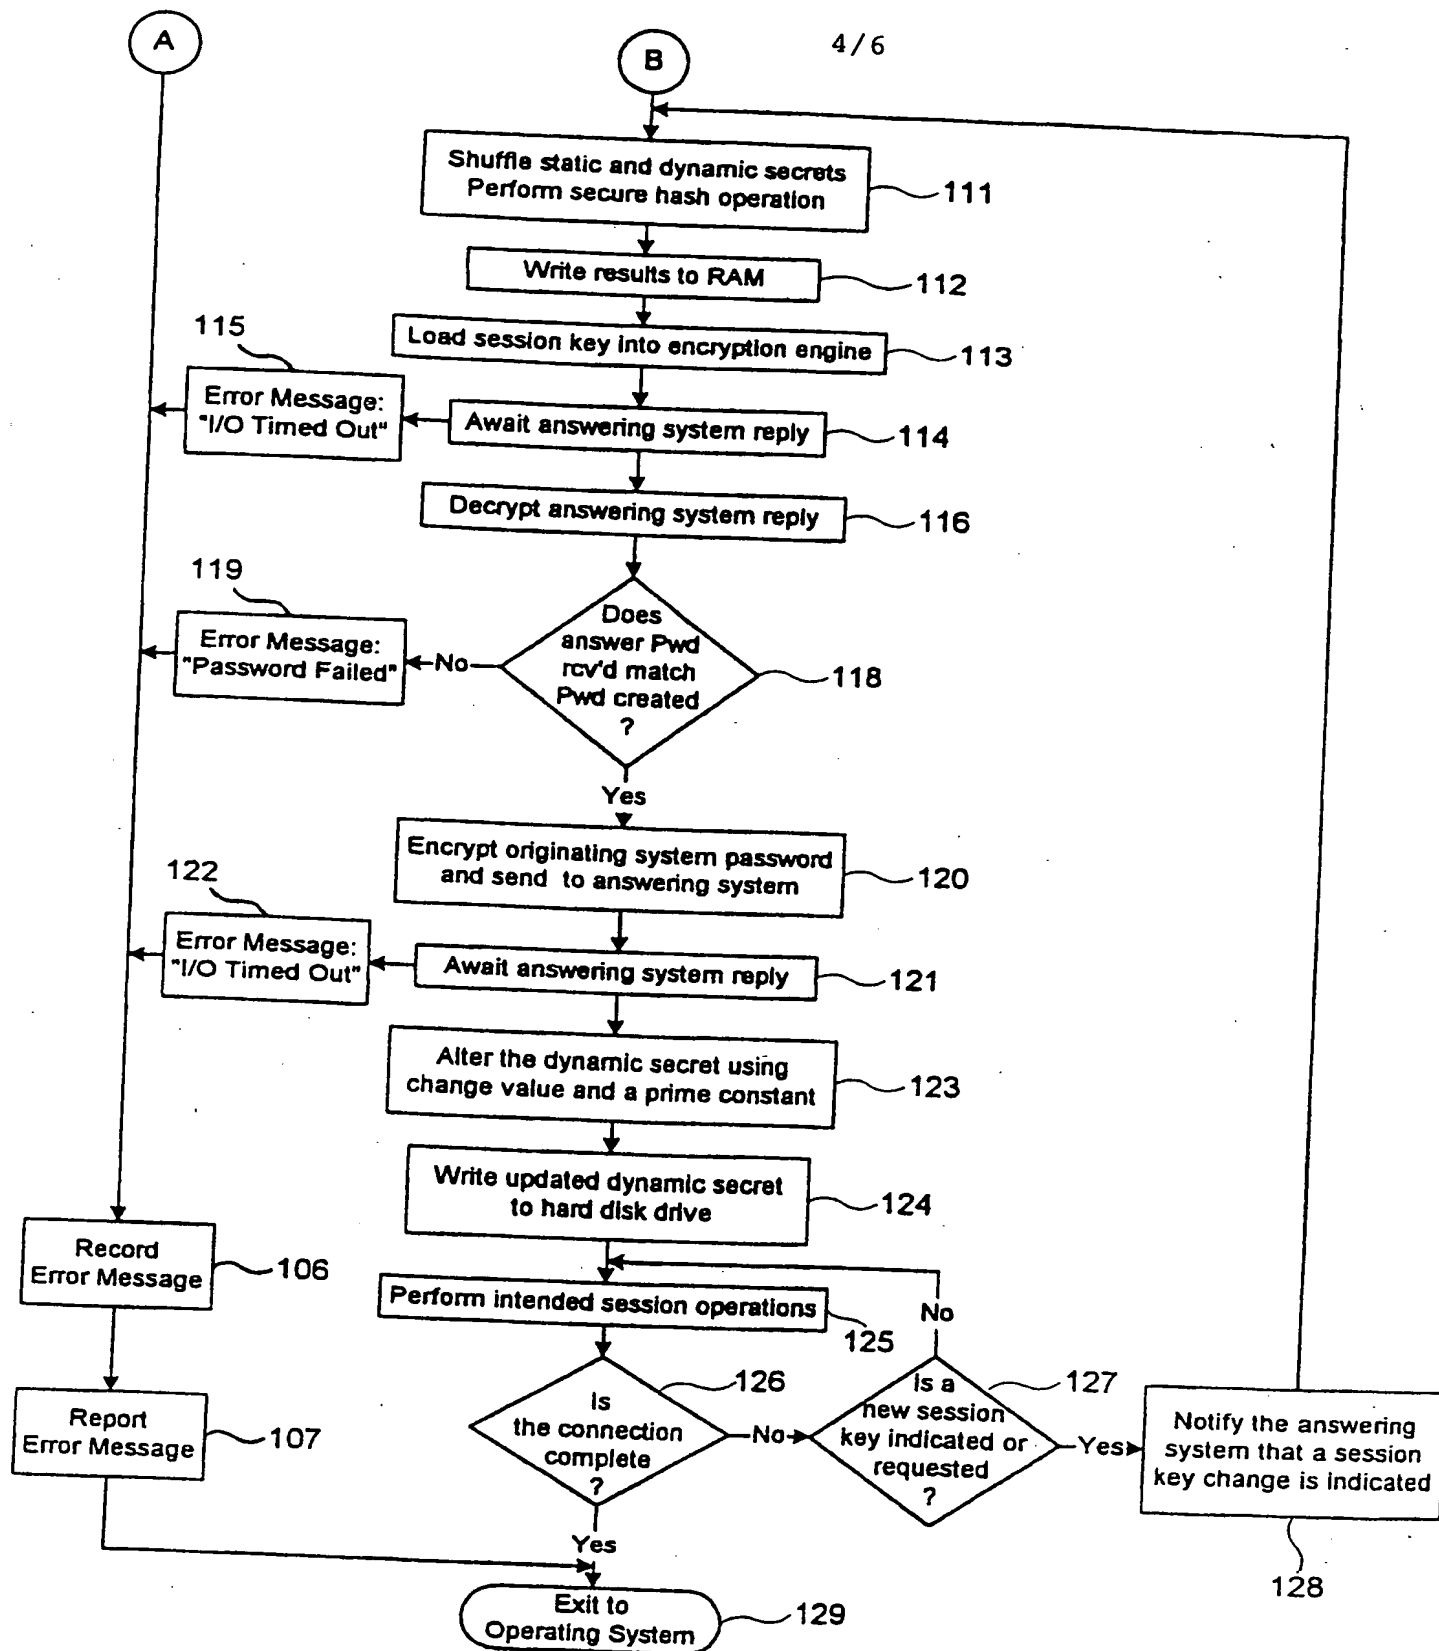 A
B
4/6
Shuffle static and dynamic secrets
Perform secure hash operation
111
Write results to RAM
112
Load session key into encryption engine
113
115
Error Message:
"I/O Timed Out"
Await answering system reply
114
Decrypt answering system reply
116
119
Error Message:
"Password Failed"
No
Does
answer Pwd
rcv'd match
Pwd created
?
118
Yes
Encrypt originating system password
and send to answering system
120
122
Error Message:
"I/O Timed Out"
Await answering system reply
121
Alter the dynamic secret using
change value and a prime constant
123
Write updated dynamic secret
to hard disk drive
124
Record
Error Message
106
Perform intended session operations
125
No
Report
Error Message
107
Is
the connection
complete
?
126
No
Is a
new session
key indicated or
requested
?
127
Yes
Notify the answering
system that a session
key change is indicated
128
Yes
Exit to
Operating System
129